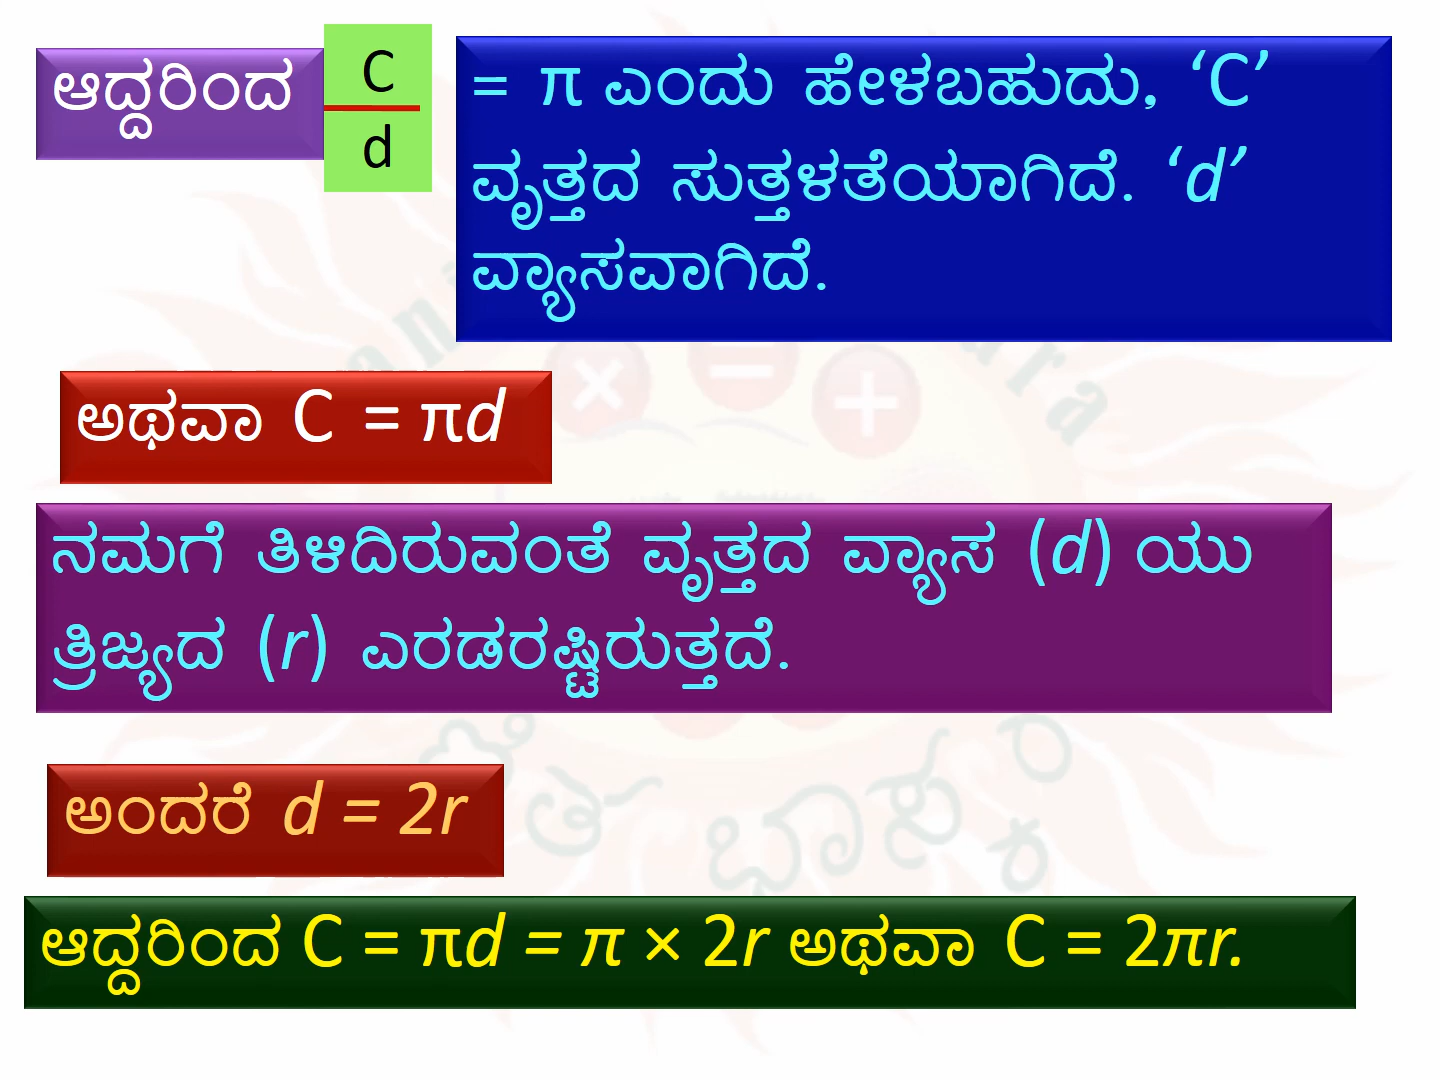 ಆದ್ದರಿಂದ C/d = π ಎಂದು ಹೇಳಬಹುದು, ‘C’
ವೃತ್ತದ ಸುತ್ತಳತೆಯಾಗಿದೆ. ‘d’
ವ್ಯಾಸವಾಗಿದೆ.
ಅಥವಾ C = πd
ನಮಗೆ ತಿಳಿದಿರುವಂತೆ ವೃತ್ತದ ವ್ಯಾಸ (d) ಯು
ತ್ರಿಜ್ಯದ (r) ಎರಡರಷ್ಟಿರುತ್ತದೆ.
ಅಂದರೆ d = 2r
ಆದ್ದರಿಂದ C = πd = π × 2r ಅಥವಾ C = 2πr.